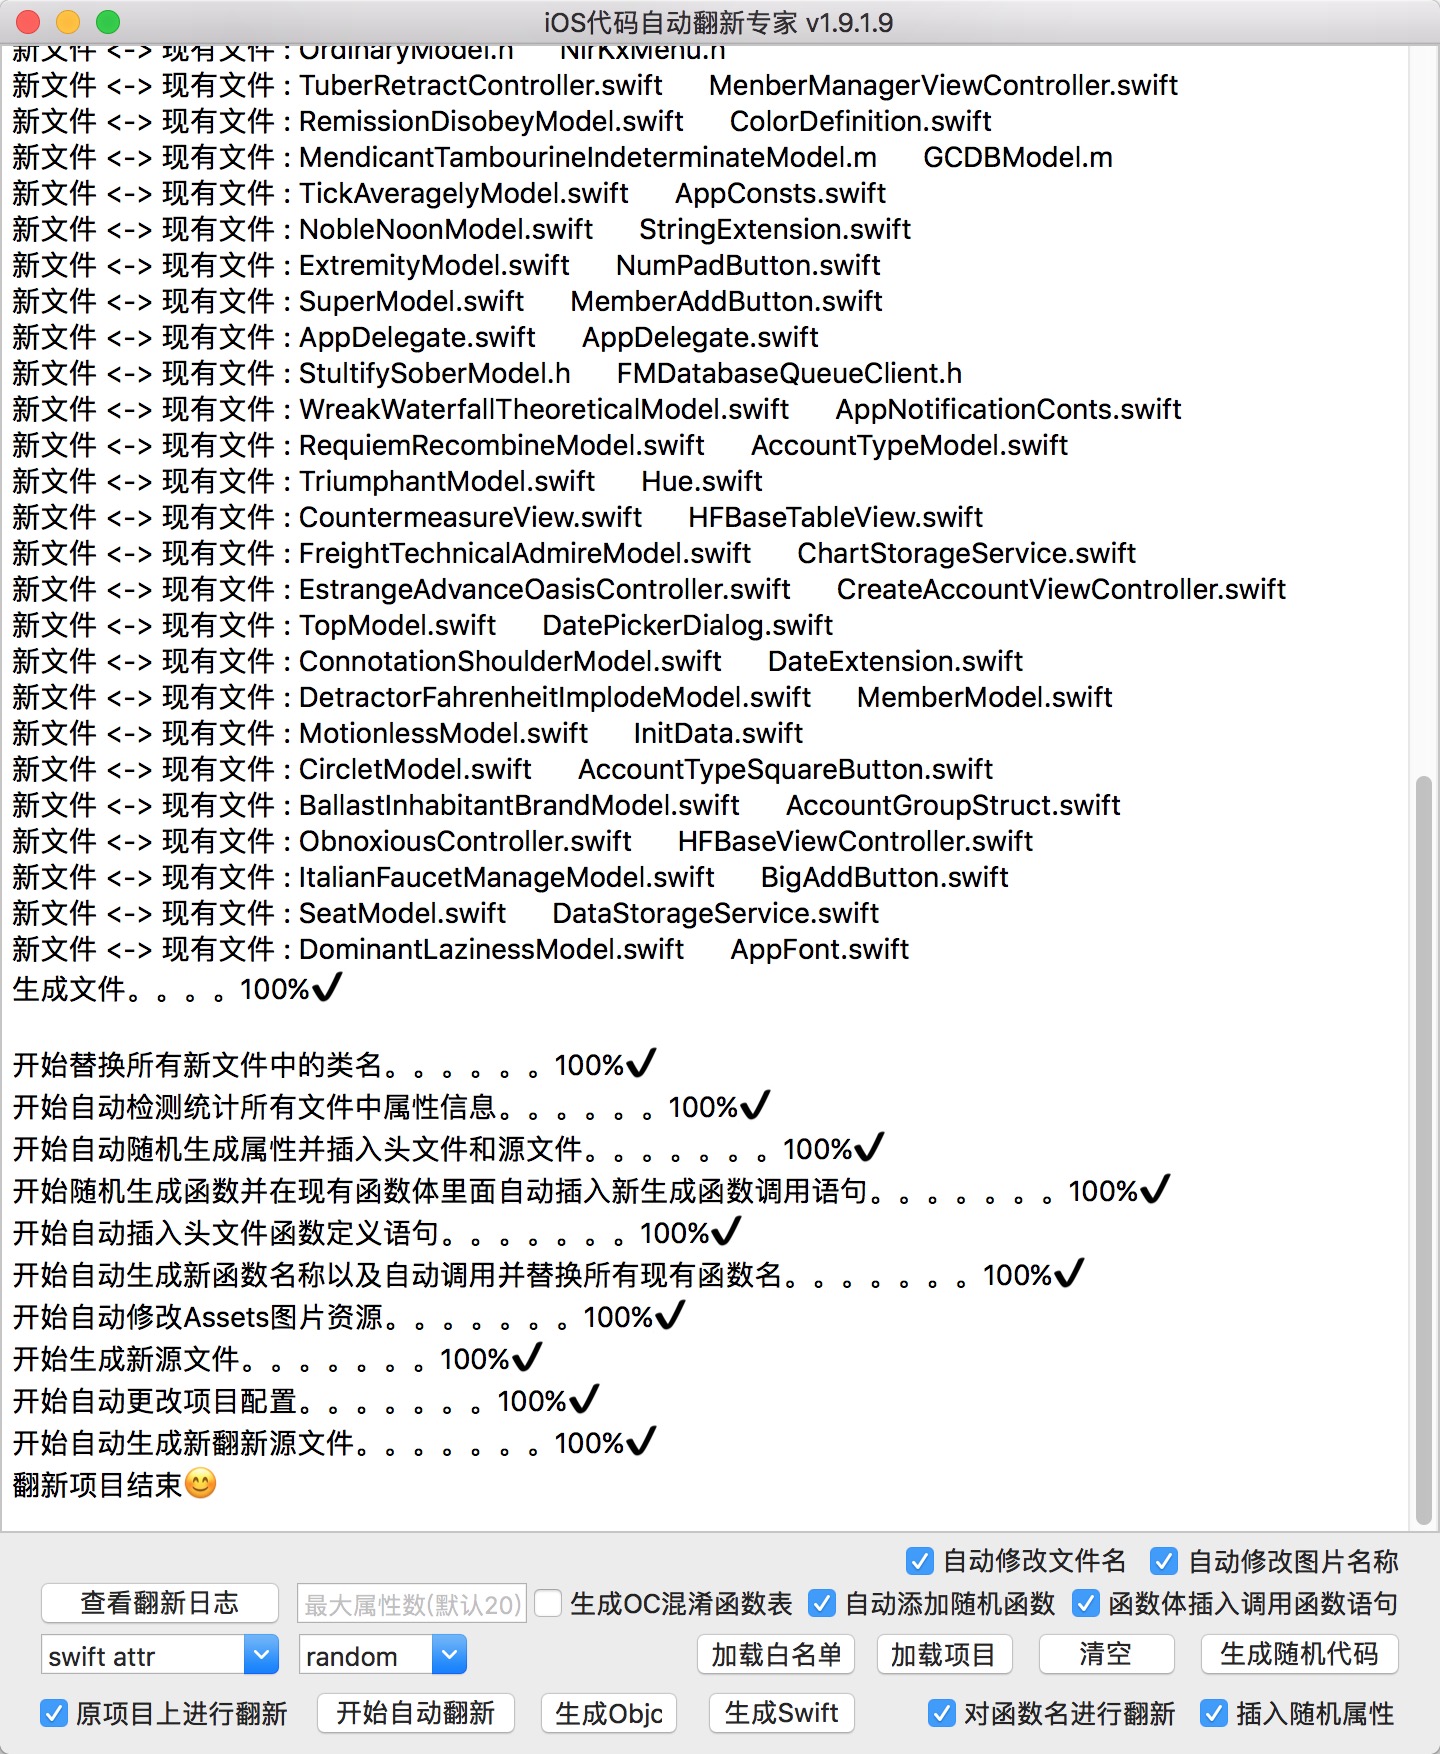 iOS代码自动翻新专家 v1.9.1.9
新文件 <-> 现有文件 : OrdinaryModel.h NirKxMenu.h
新文件 <-> 现有文件 : TuberRetractController.swift MenberManagerViewController.swift
新文件 <-> 现有文件 : RemissionDisobeyModel.swift ColorDefinition.swift
新文件 <-> 现有文件 : MendicantTambourineIndeterminateModel.m GCDBModel.m
新文件 <-> 现有文件 : TickAveragelyModel.swift AppConsts.swift
新文件 <-> 现有文件 : NobleNoonModel.swift StringExtension.swift
新文件 <-> 现有文件 : ExtremityModel.swift NumPadButton.swift
新文件 <-> 现有文件 : SuperModel.swift MemberAddButton.swift
新文件 <-> 现有文件 : AppDelegate.swift AppDelegate.swift
新文件 <-> 现有文件 : StultifySoberModel.h FMDatabaseQueueClient.h
新文件 <-> 现有文件 : WreakWaterfallTheoreticalModel.swift AppNotificationConts.swift
新文件 <-> 现有文件 : RequiemRecombineModel.swift AccountTypeModel.swift
新文件 <-> 现有文件 : TriumphantModel.swift Hue.swift
新文件 <-> 现有文件 : CountermeasureView.swift HFBaseTableView.swift
新文件 <-> 现有文件 : FreightTechnicalAdmireModel.swift ChartStorageService.swift
新文件 <-> 现有文件 : EstrangeAdvanceOasisController.swift CreateAccountViewController.swift
新文件 <-> 现有文件 : TopModel.swift DatePickerDialog.swift
新文件 <-> 现有文件 : ConnotationShoulderModel.swift DateExtension.swift
新文件 <-> 现有文件 : DetractorFahrenheitImplodeModel.swift MemberModel.swift
新文件 <-> 现有文件 : MotionlessModel.swift InitData.swift
新文件 <-> 现有文件 : CircletModel.swift AccountTypeSquareButton.swift
新文件 <-> 现有文件 : BallastInhabitantBrandModel.swift AccountGroupStruct.swift
新文件 <-> 现有文件 : ObnoxiousController.swift HFBaseViewController.swift
新文件 <-> 现有文件 : ItalianFaucetManageModel.swift BigAddButton.swift
新文件 <-> 现有文件 : SeatModel.swift DataStorageService.swift
新文件 <-> 现有文件 : DominantLazinessModel.swift AppFont.swift
生成文件。。。。100%✔
开始替换所有新文件中的类名。。。。。。100%✔
开始自动检测统计所有文件中属性信息。。。。。。100%✔
开始自动随机生成属性并插入头文件和源文件。。。。。。。100%✔
开始随机生成函数并在现有函数体里面自动插入新生成函数调用语句。。。。。。。100%✔
开始自动插入头文件函数定义语句。。。。。。。100%✔
开始自动生成新函数名称以及自动调用并替换所有现有函数名。。。。。。。100%✔
开始自动修改Assets图片资源。。。。。。。100%✔
开始生成新源文件。。。。。。。100%✔
开始自动更改项目配置。。。。。。。100%✔
开始自动生成新翻新源文件。。。。。。。100%✔
翻新项目结束😊
自动修改文件名 自动修改图片名称
查看翻新日志 最大属性数(默认20) 生成OC混淆函数表 自动添加随机函数 函数体插入调用函数语句
swift attr random 加载白名单 加载项目 清空 生成随机代码
原项目上进行翻新 开始自动翻新 生成Objc 生成Swift 对函数名进行翻新 插入随机属性